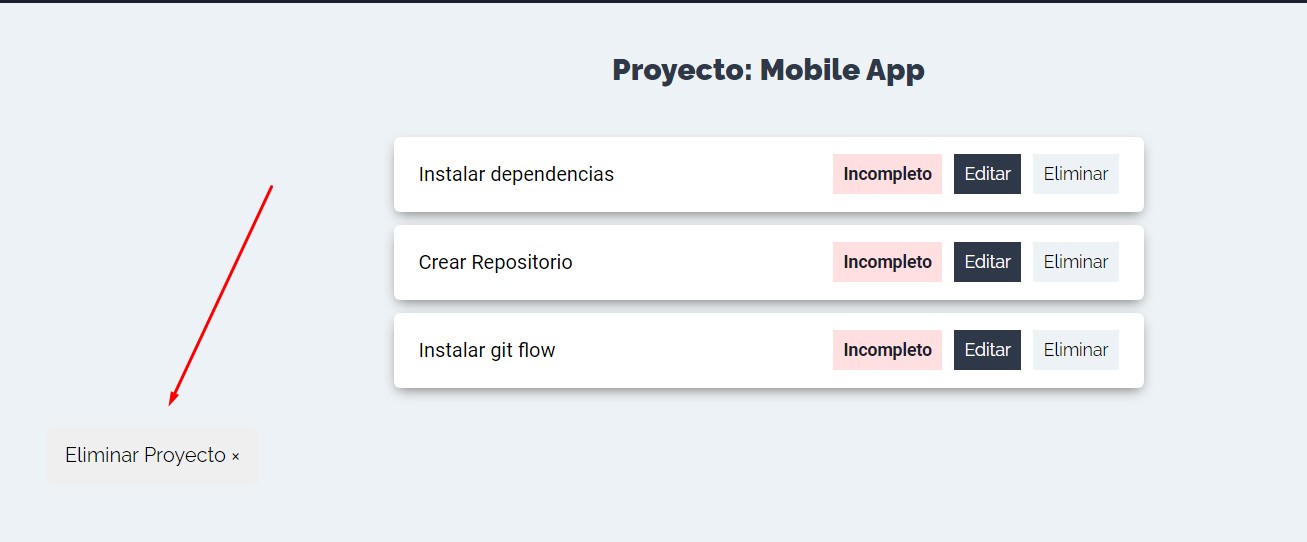 Proyecto: Mobile App
Instalar dependencias Incompleto Editar Eliminar
Crear Repositorio Incompleto Editar Eliminar
Instalar git flow Incompleto Editar Eliminar
Eliminar Proyecto ×